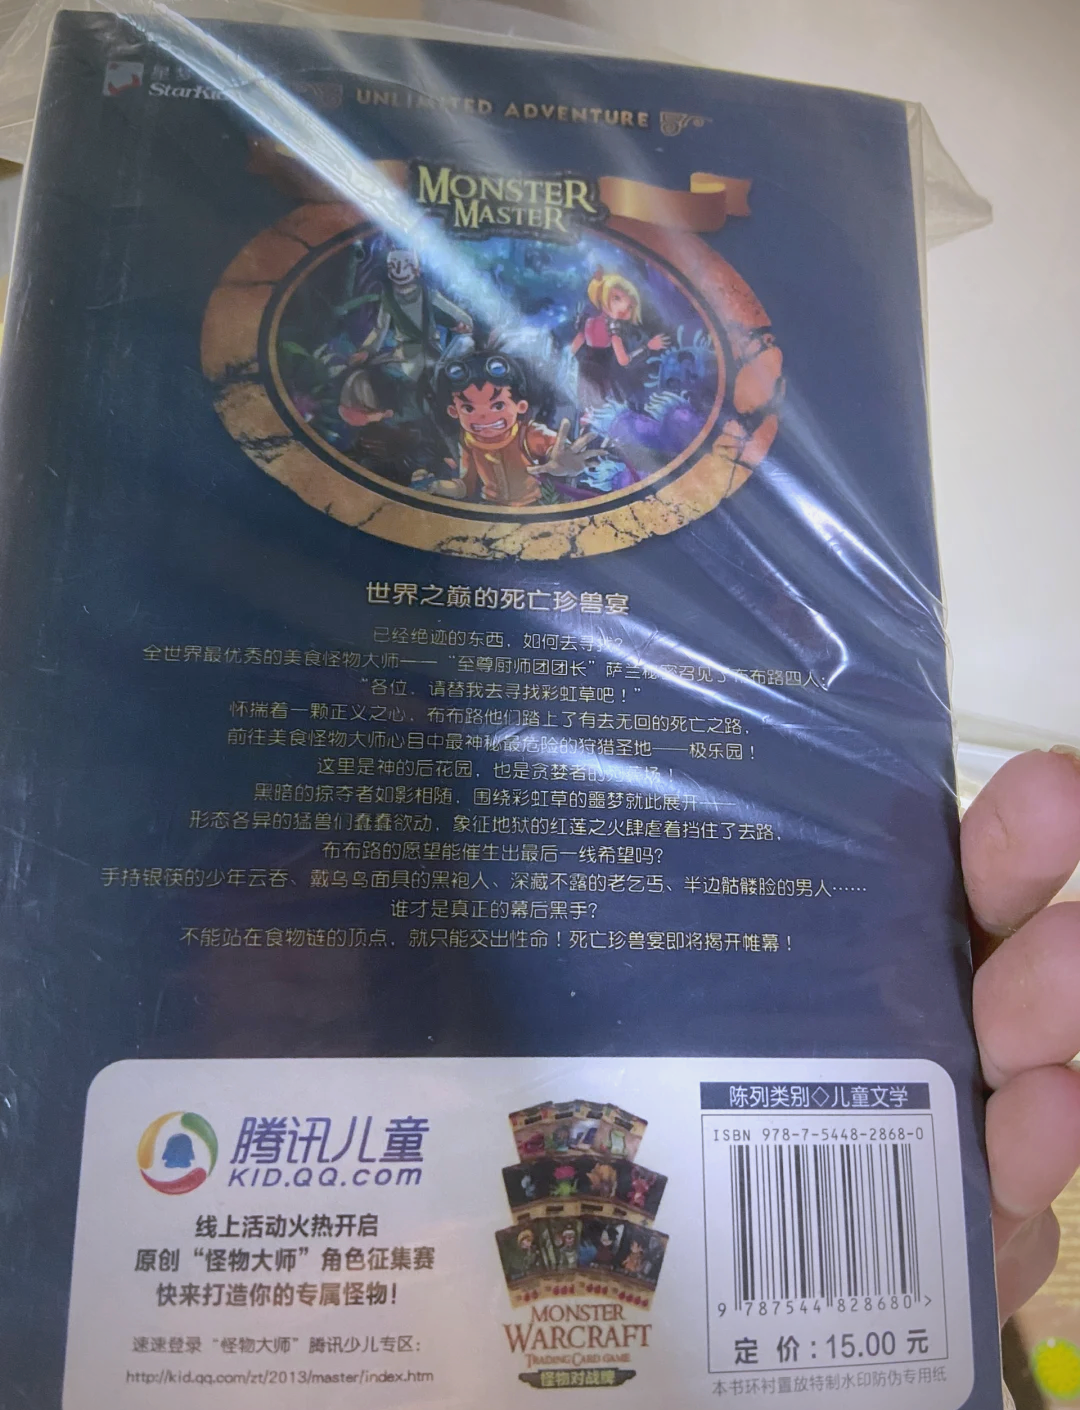 星梦
StarKids
UNLIMITED ADVENTURE
MONSTER
MASTER
世界之巅的死亡珍兽宴
已经绝迹的东西，如何去寻找？
全世界最优秀的美食怪物大师——“至尊厨师团团长”萨兰秘密召见了布布路四人：
“各位，请替我去寻找彩虹草吧！”
怀揣着一颗正义之心，布布路他们踏上了有去无回的死亡之路，
前往美食怪物大师心目中最神秘最危险的狩猎圣地——极乐园！
这里是神的后花园，也是贪婪者的
黑暗的掠夺者如影相随，围绕彩虹草的噩梦就此展开——
形态各异的猛兽们蠢蠢欲动，象征地狱的红莲之火肆虐着挡住了去路，
布布路的愿望能催生出最后一线希望吗？
手持银筷的少年云吞、戴乌鸟面具的黑袍人、深藏不露的老乞丐、半边骷髅脸的男人……
谁才是真正的幕后黑手？
不能站在食物链的顶点，就只能交出性命！死亡珍兽宴即将揭开帷幕！
腾讯儿童
KID.QQ.com
线上活动火热开启
原创“怪物大师”角色征集赛
快来打造你的专属怪物！
速速登录“怪物大师”腾讯少儿专区：
http://kid.qq.com/zt/2013/master/index.htm
MONSTER
WARCRAFT
TRADING CARD GAME
怪物对战牌
陈列类别◇儿童文学
ISBN 978-7-5448-2868-0
9 787544 828680 >
定 价：15.00 元
本书环衬置放特制水印防伪专用纸